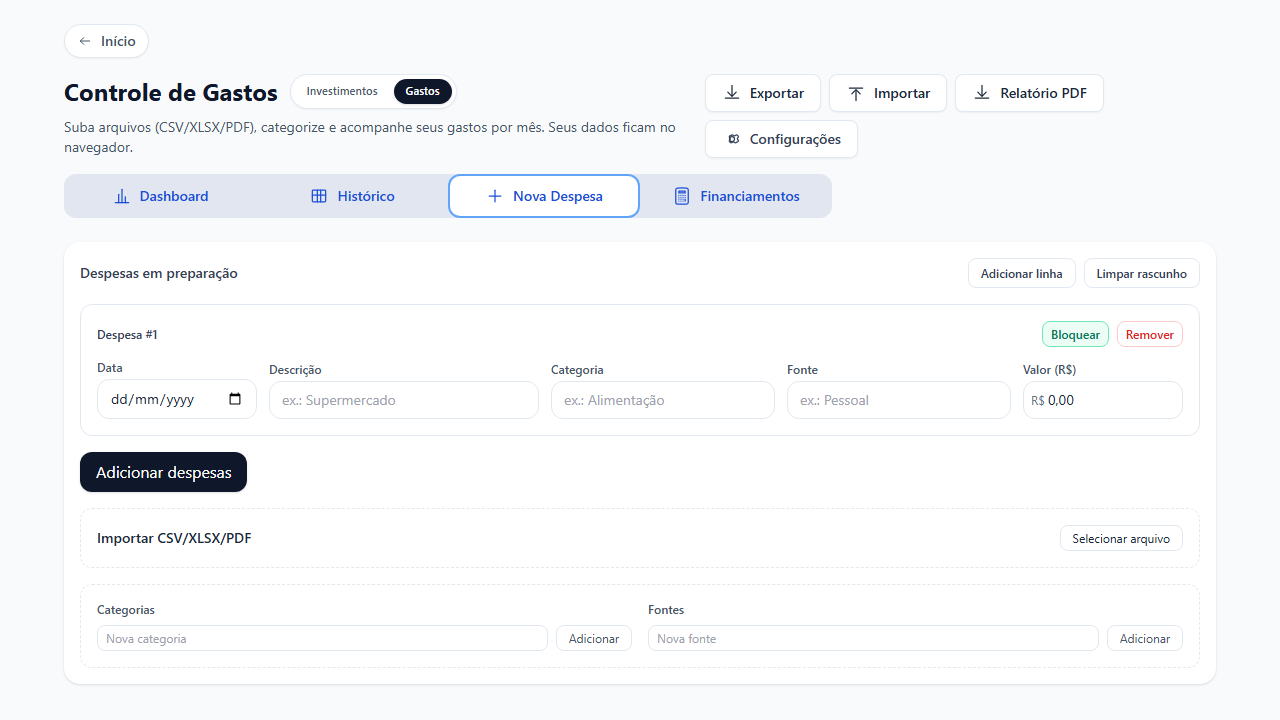 Início
Controle de Gastos
Investimentos
Gastos
Suba arquivos (CSV/XLSX/PDF), categorize e acompanhe seus gastos por mês. Seus dados ficam no
navegador.
Exportar
Importar
Relatório PDF
Configurações
Dashboard
Histórico
Nova Despesa
Financiamentos
Despesas em preparação
Adicionar linha
Limpar rascunho
Despesa #1
Bloquear
Remover
Data
Descrição
Categoria
Fonte
Valor (R$)
dd/mm/yyyy
ex.: Supermercado
ex.: Alimentação
ex.: Pessoal
R$ 0,00
Adicionar despesas
Importar CSV/XLSX/PDF
Selecionar arquivo
Categorias
Fontes
Nova categoria
Adicionar
Nova fonte
Adicionar